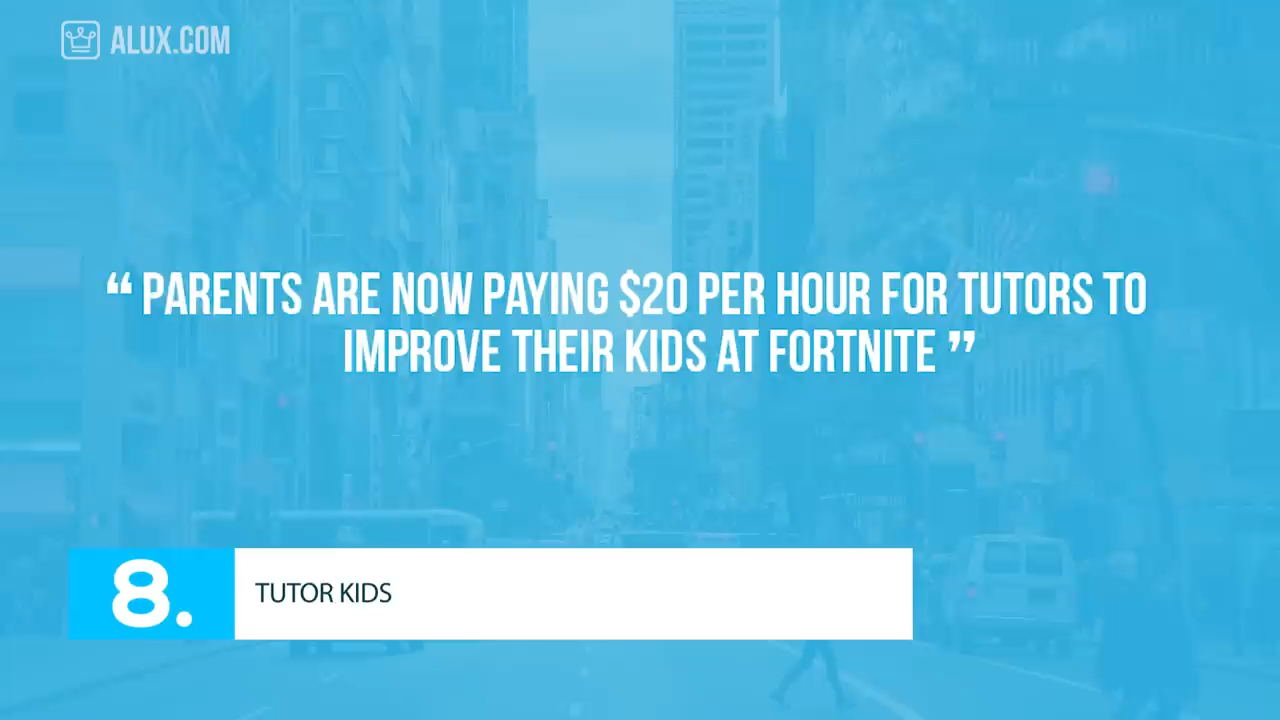 ALUX.COM
“ PARENTS ARE NOW PAYING $20 PER HOUR FOR TUTORS TO
IMPROVE THEIR KIDS AT FORTNITE ”
8.
TUTOR KIDS